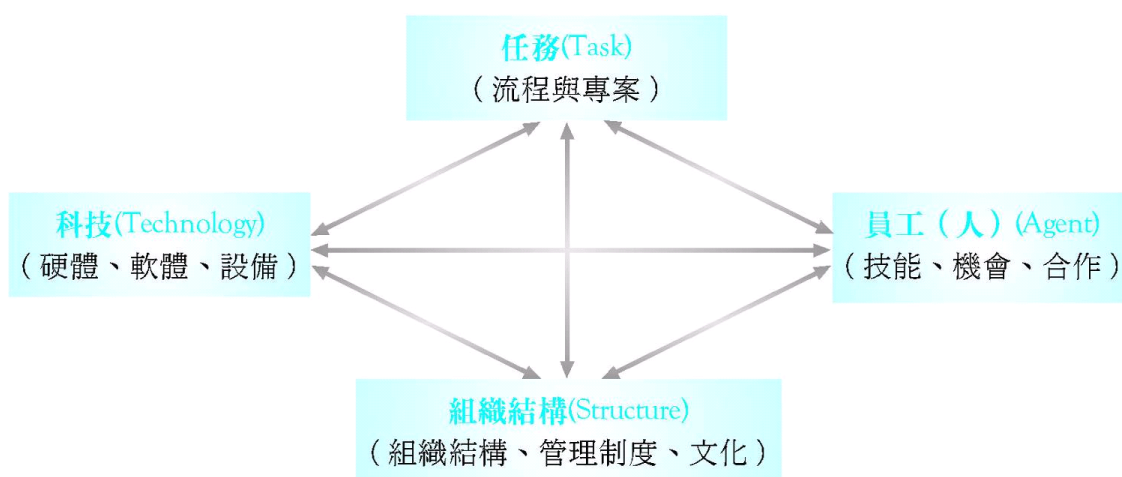 任務(Task)
（流程與專案）
科技(Technology)
（硬體、軟體、設備）
員工（人）(Agent)
（技能、機會、合作）
組織結構(Structure)
（組織結構、管理制度、文化）